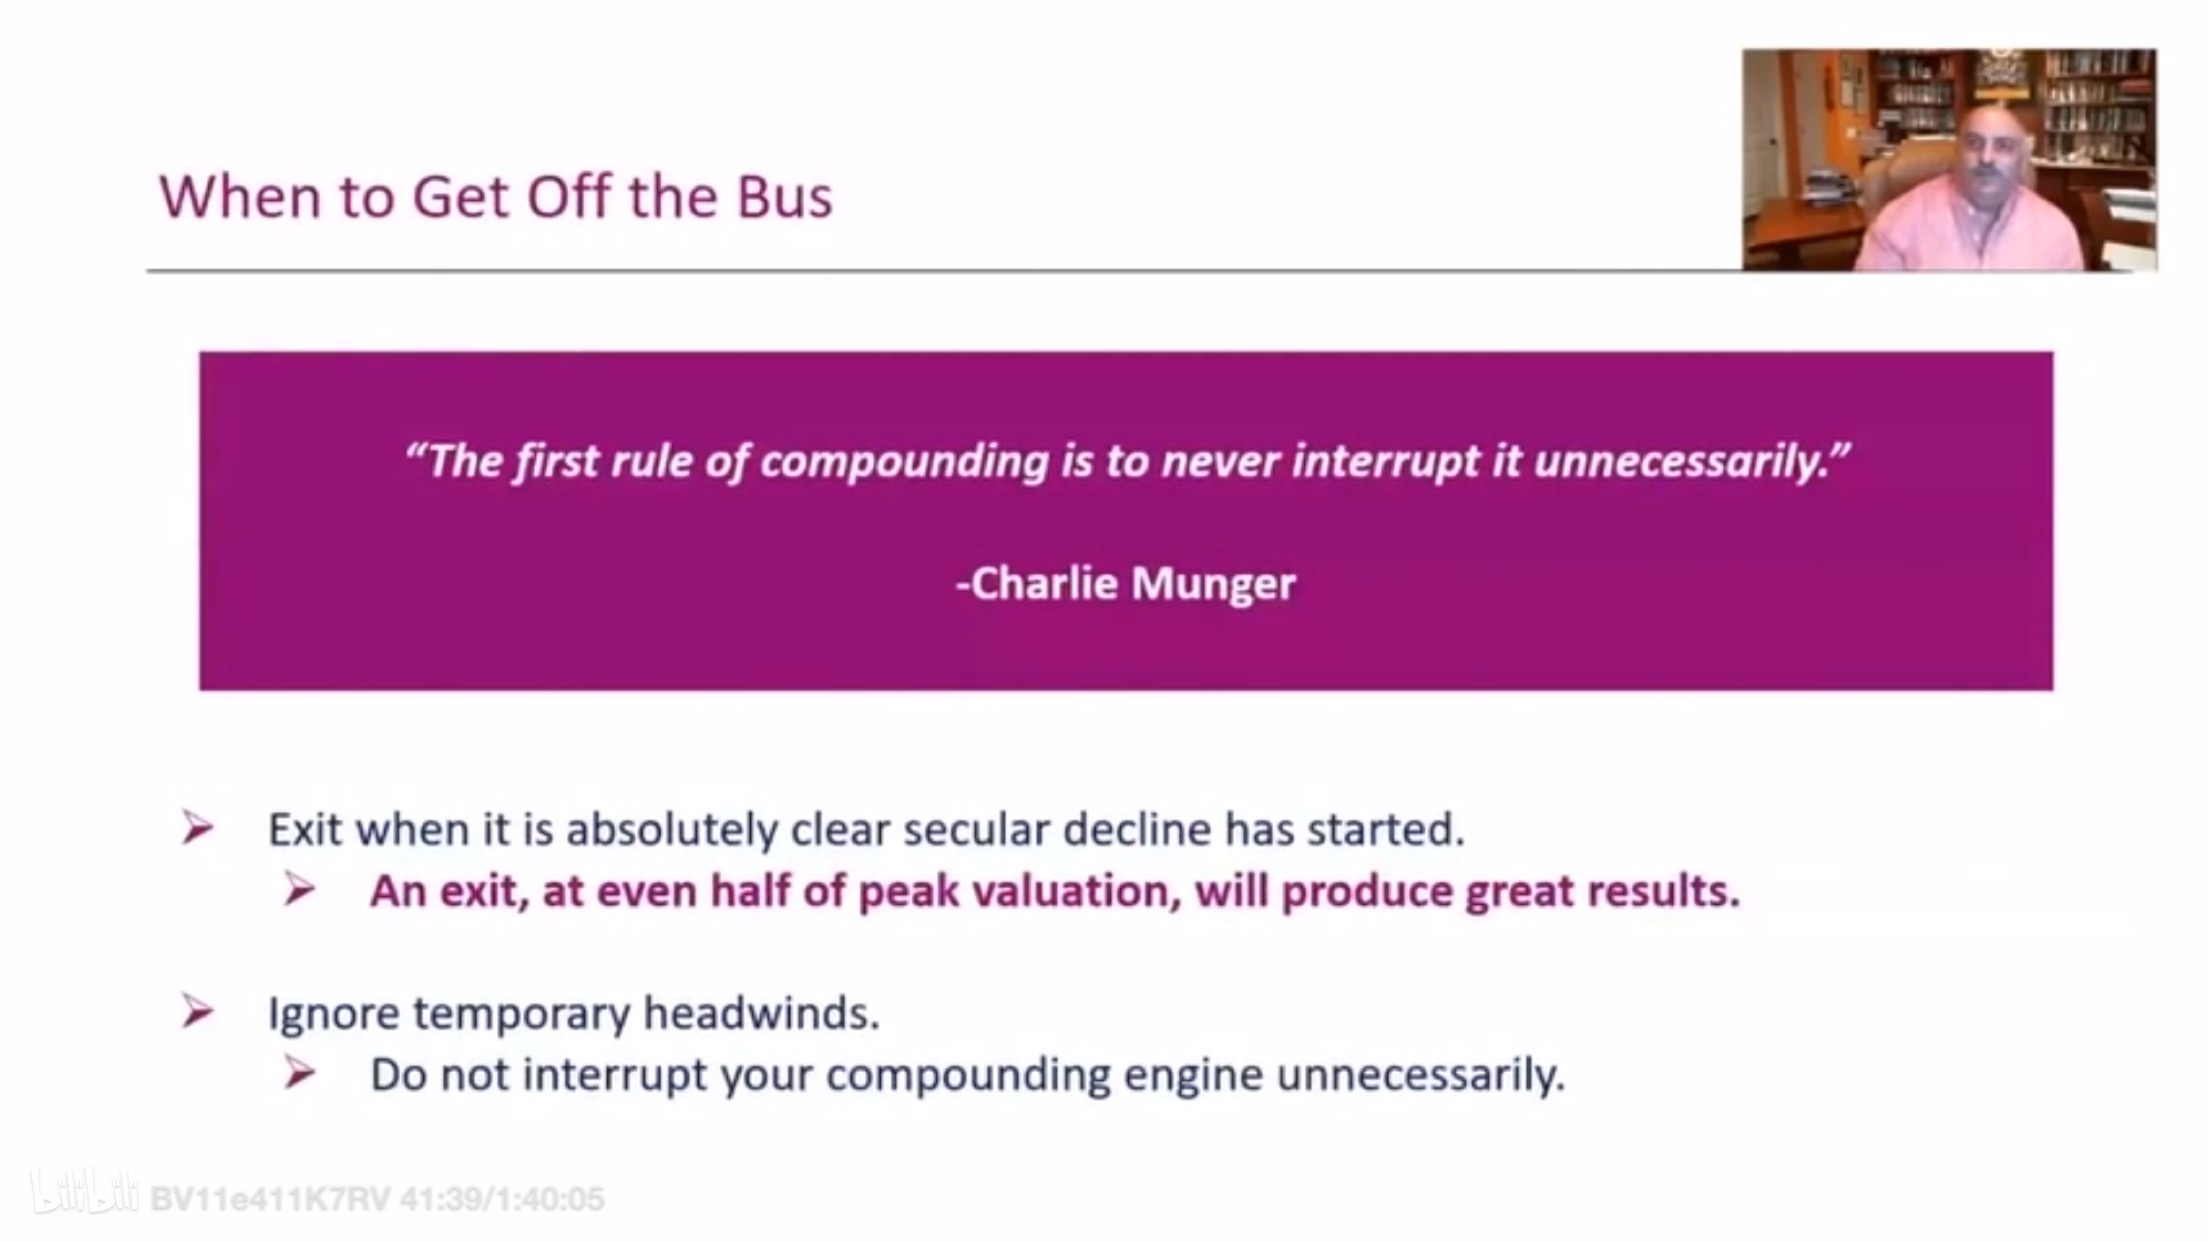 When to Get Off the Bus
“The first rule of compounding is to never interrupt it unnecessarily.”
-Charlie Munger
Exit when it is absolutely clear secular decline has started.
An exit, at even half of peak valuation, will produce great results.
Ignore temporary headwinds.
Do not interrupt your compounding engine unnecessarily.
bilibili BV11e411K7RV 41:39/1:40:05